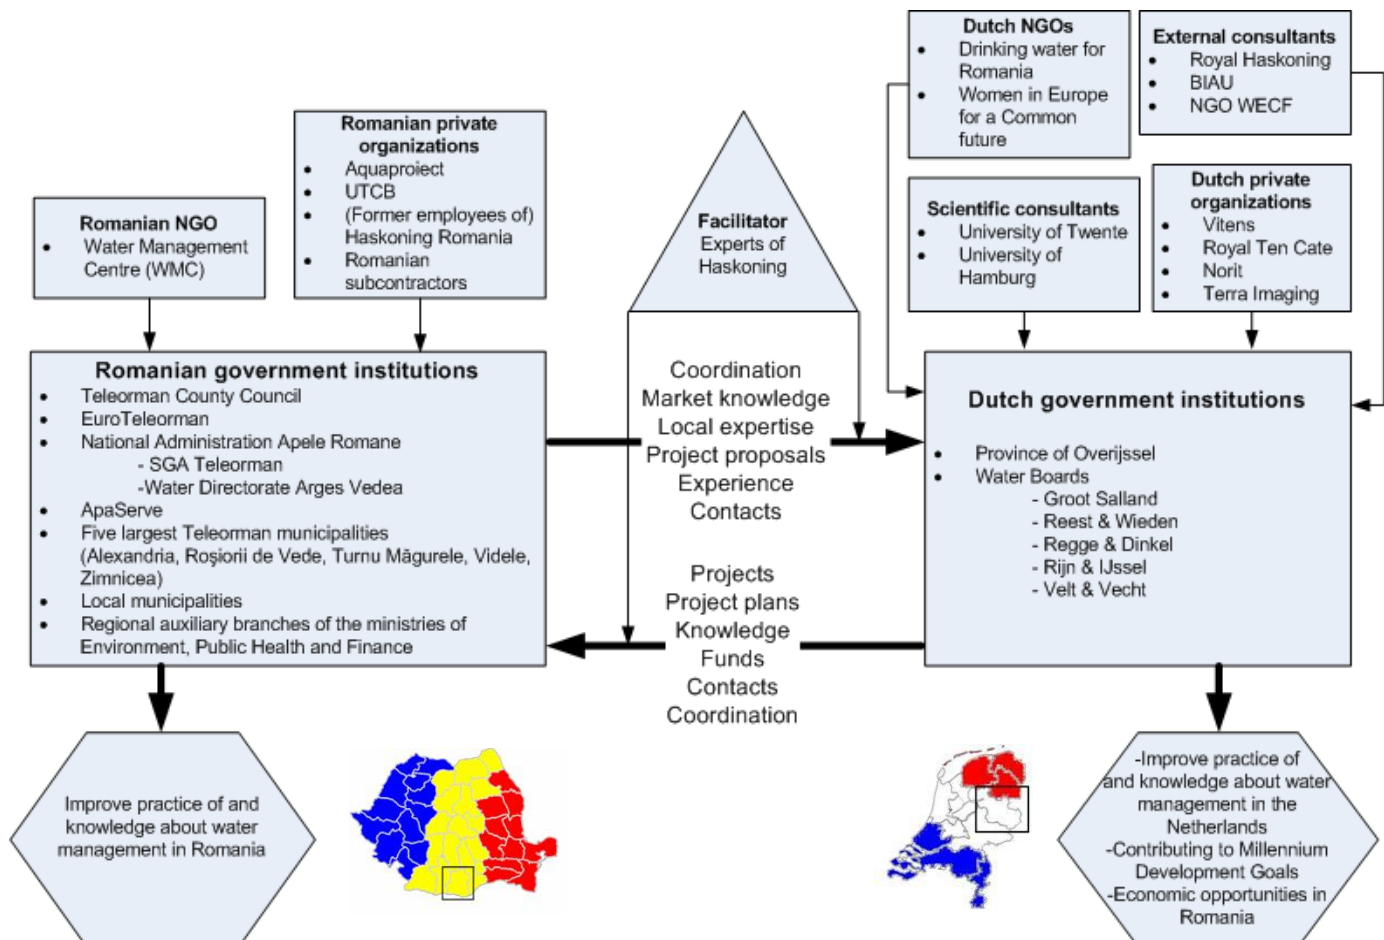 Dutch NGOs
• Drinking water for
Romania
• Women in Europe
for a Common
future
External consultants
• Royal Haskoning
• BIAU
• NGO WECF
Romanian private
organizations
• Aquaproiect
• UTCB
• (Former employees of)
Haskoning Romania
• Romanian
subcontractors
Romanian NGO
• Water Management
Centre (WMC)
Facilitator
Experts of
Haskoning
Scientific consultants
• University of Twente
• University of
Hamburg
Dutch private
organizations
• Vitens
• Royal Ten Cate
• Norit
• Terra Imaging
Romanian government institutions
• Teleorman County Council
• EuroTeleorman
• National Administration Apele Romane
- SGA Teleorman
-Water Directorate Arges Vedea
• ApaServe
• Five largest Teleorman municipalities
(Alexandria, Roşiorii de Vede, Turnu Măgurele, Videle,
Zimnicea)
• Local municipalities
• Regional auxiliary branches of the ministries of
Environment, Public Health and Finance
Coordination
Market knowledge
Local expertise
Project proposals
Experience
Contacts
Projects
Project plans
Knowledge
Funds
Contacts
Coordination
Dutch government institutions
• Province of Overijssel
• Water Boards
- Groot Salland
- Reest & Wieden
- Regge & Dinkel
- Rijn & IJssel
- Velt & Vecht
Improve practice of and
knowledge about water
management in Romania
-Improve practice of
and knowledge about water
management in the
Netherlands
-Contributing to Millennium
Development Goals
-Economic opportunities in
Romania